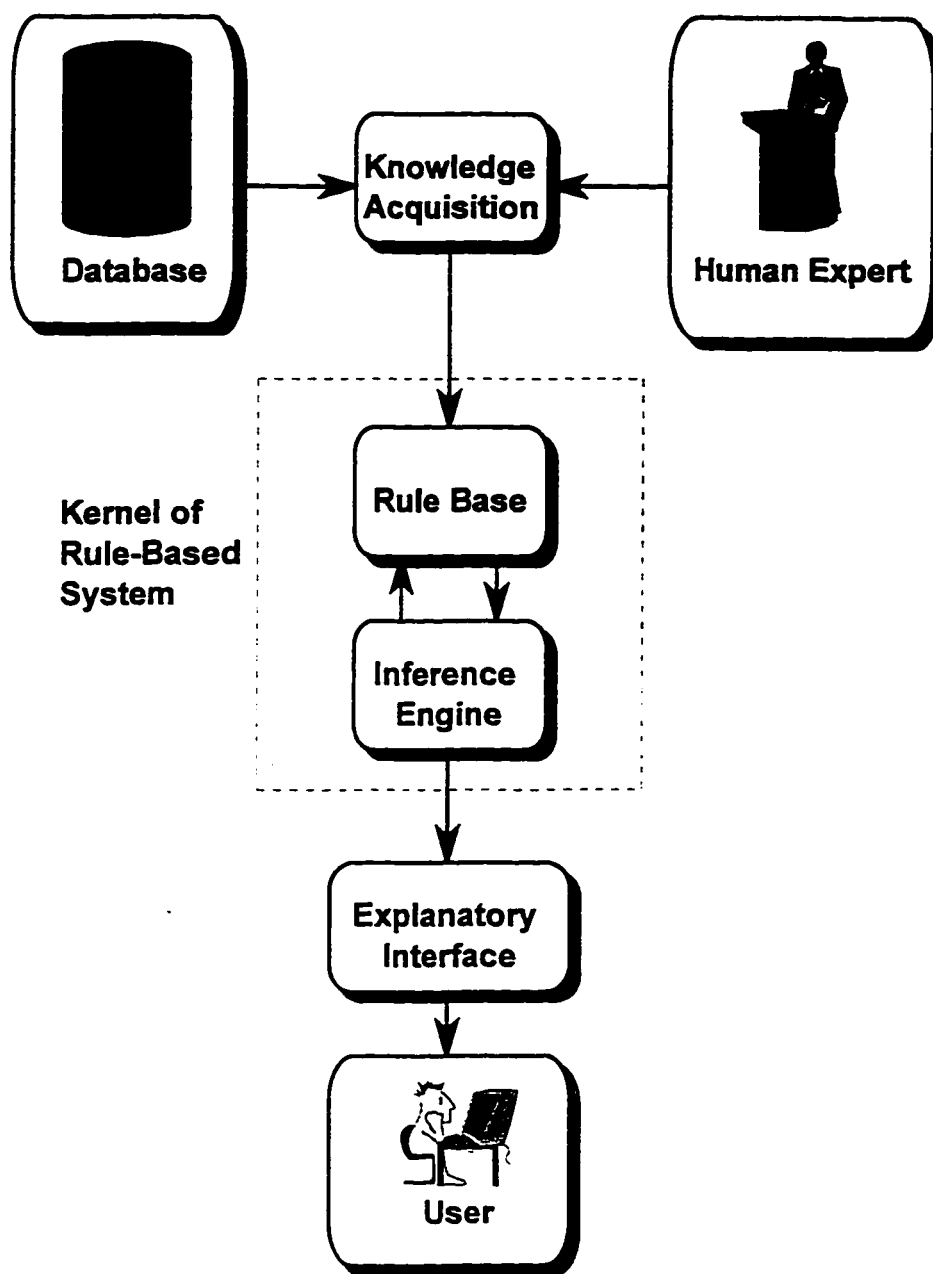 Knowledge
Acquisition
Database
Human Expert
Rule Base
Kernel of
Rule-Based
System
Inference
Engine
Explanatory
Interface
User